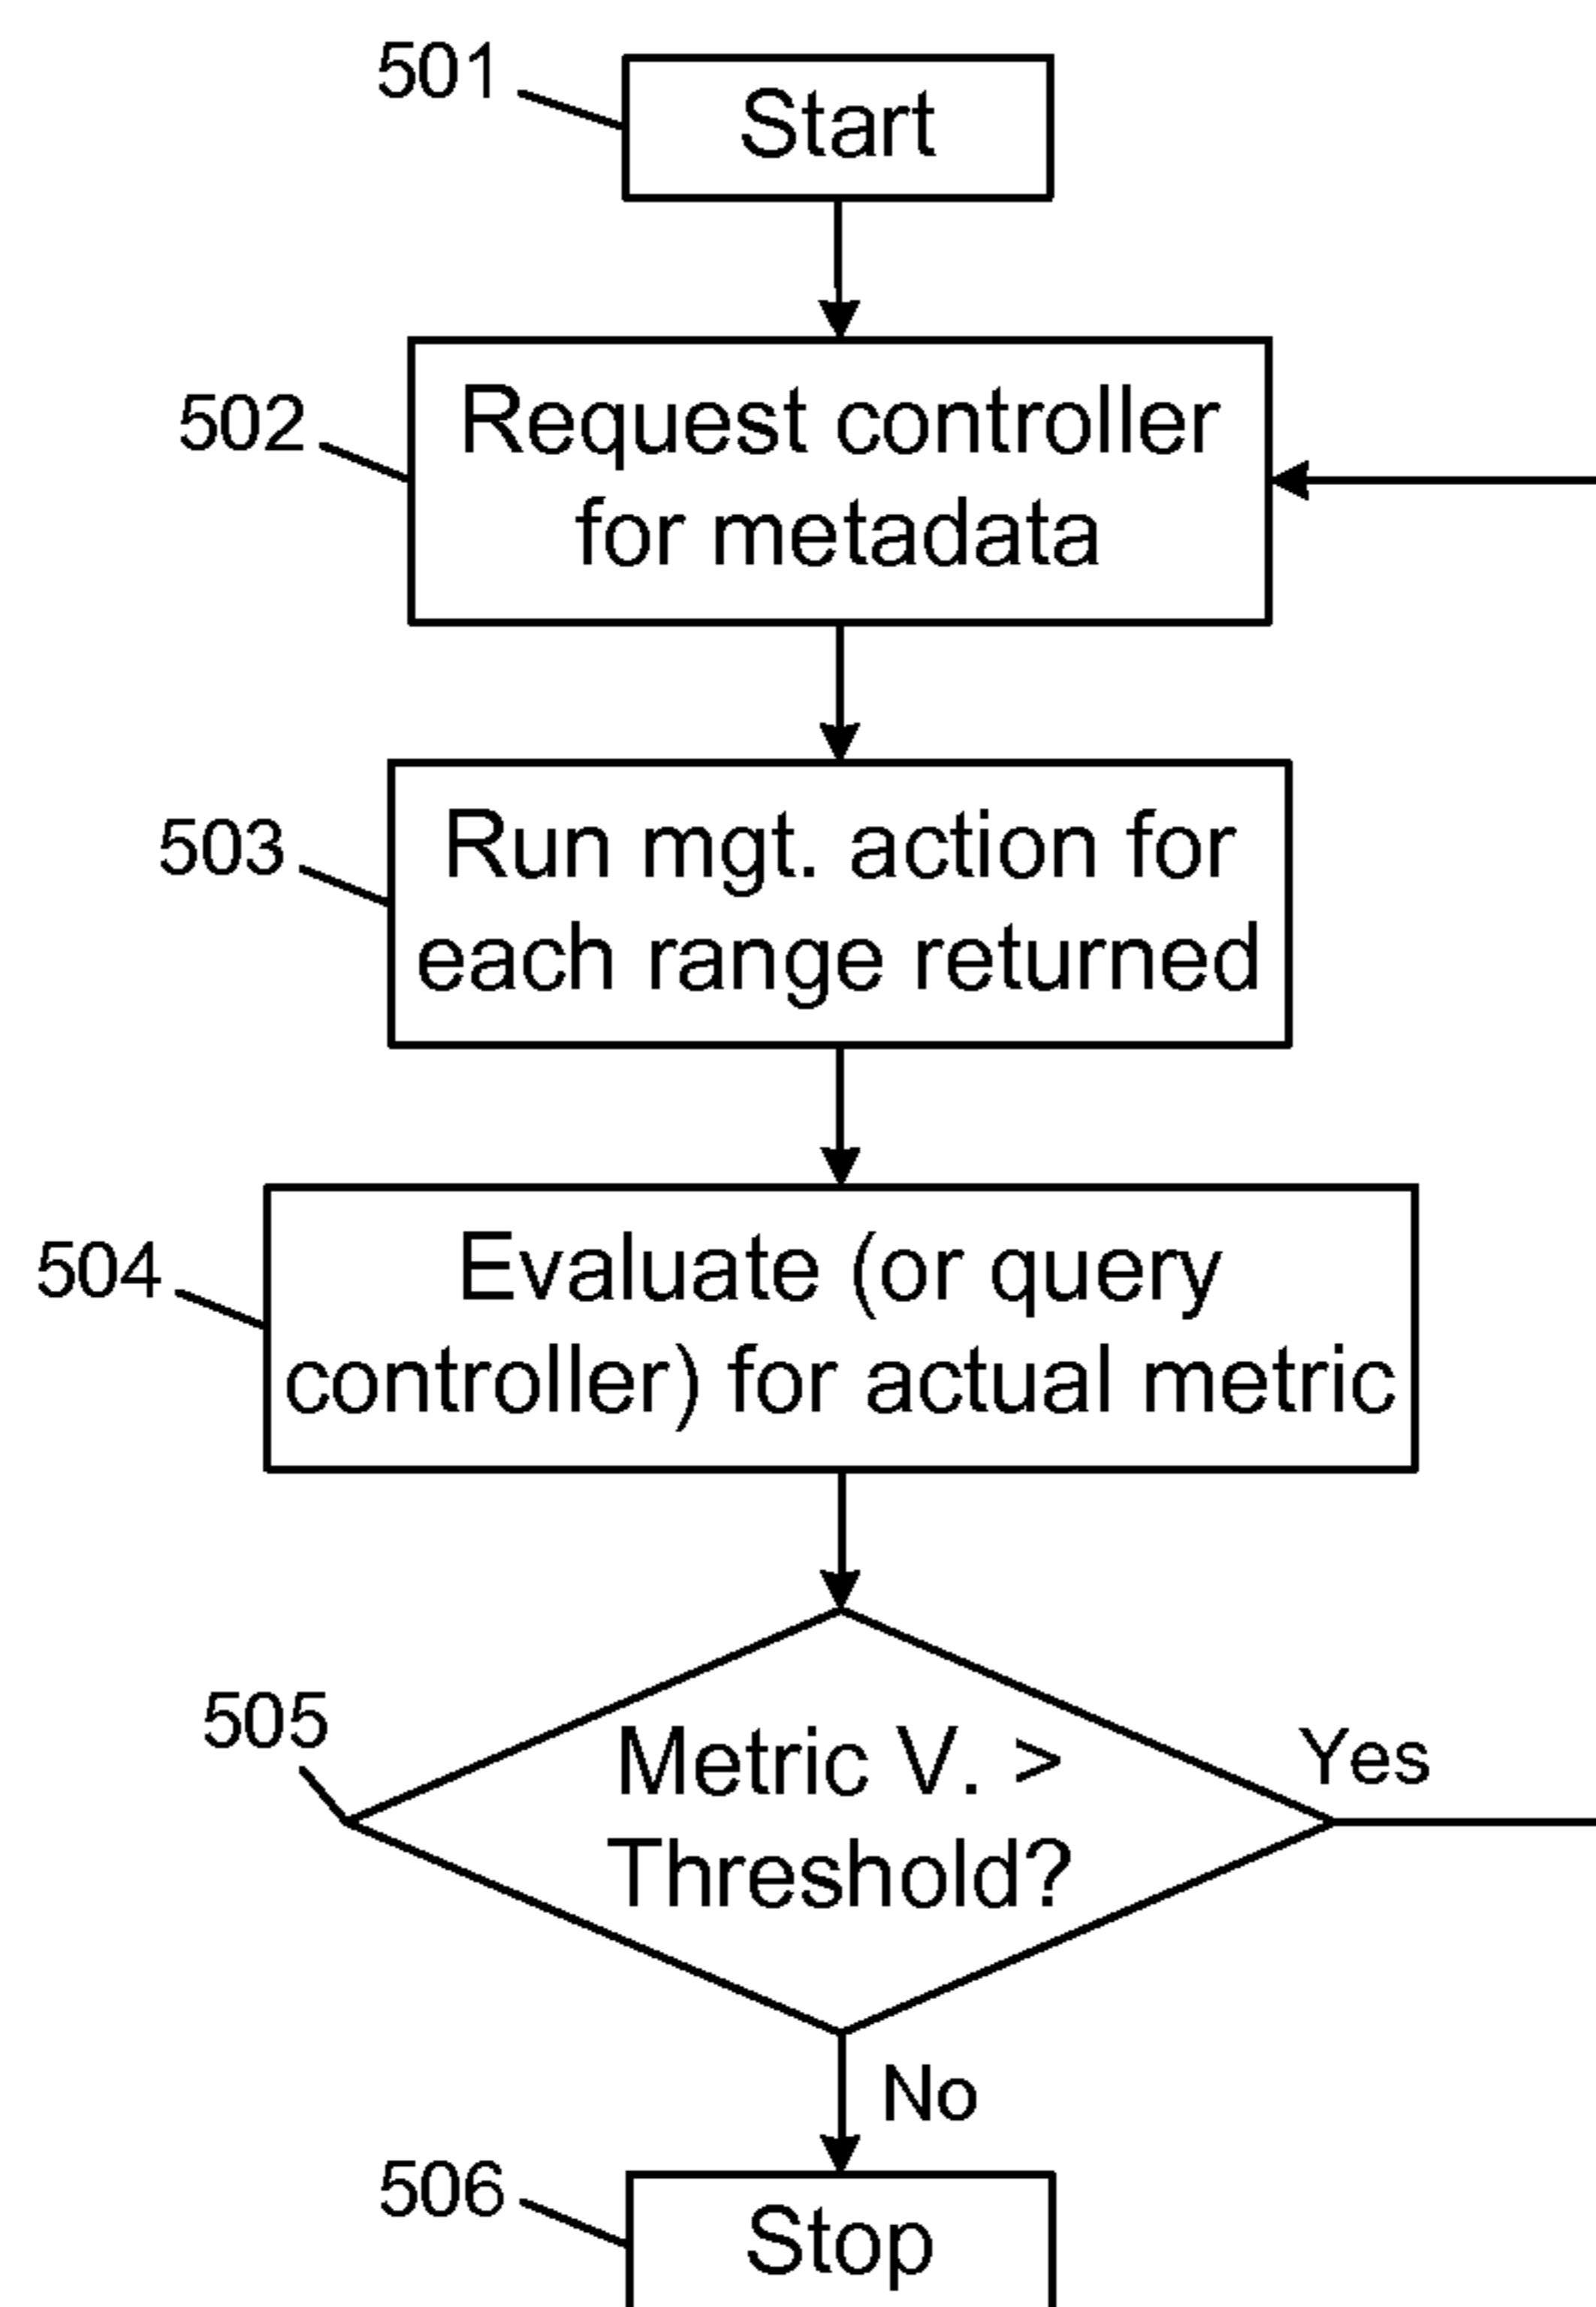 501
Start
502
Request controller
for metadata
503
Run mgt. action for
each range returned
504
Evaluate (or query
controller) for actual metric
505
Metric V. >
Threshold?
Yes
No
506
Stop